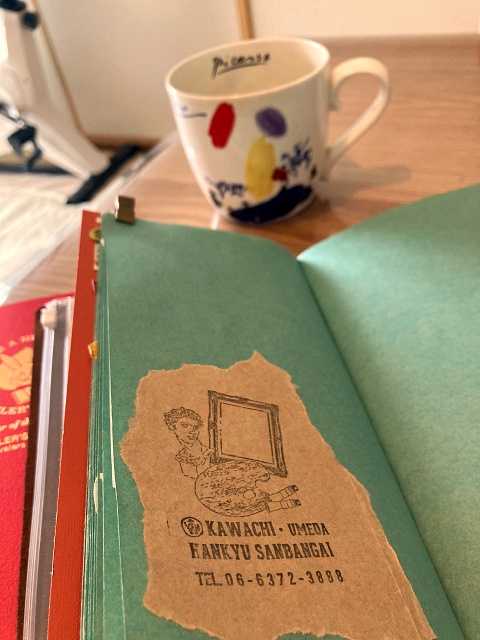 Picasso
KAWACHI · UMEDA
HANKYU SANBANGAI
TEL. 06-6372-3888